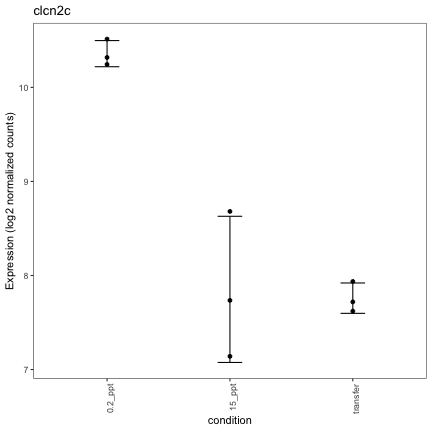 clcn2c
Expression (log2 normalized counts)
10
9
8
7
0.2_ppt
15_ppt
transfer
condition